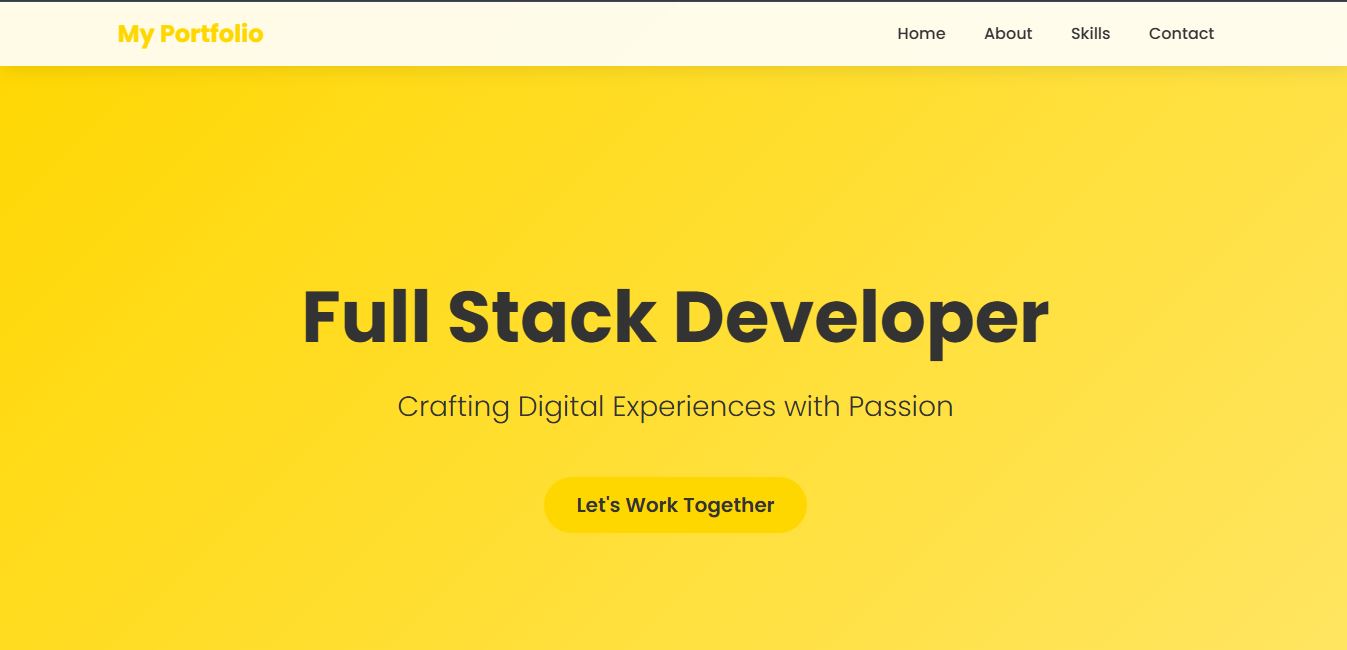 My Portfolio
Home About Skills Contact
Full Stack Developer
Crafting Digital Experiences with Passion
Let's Work Together